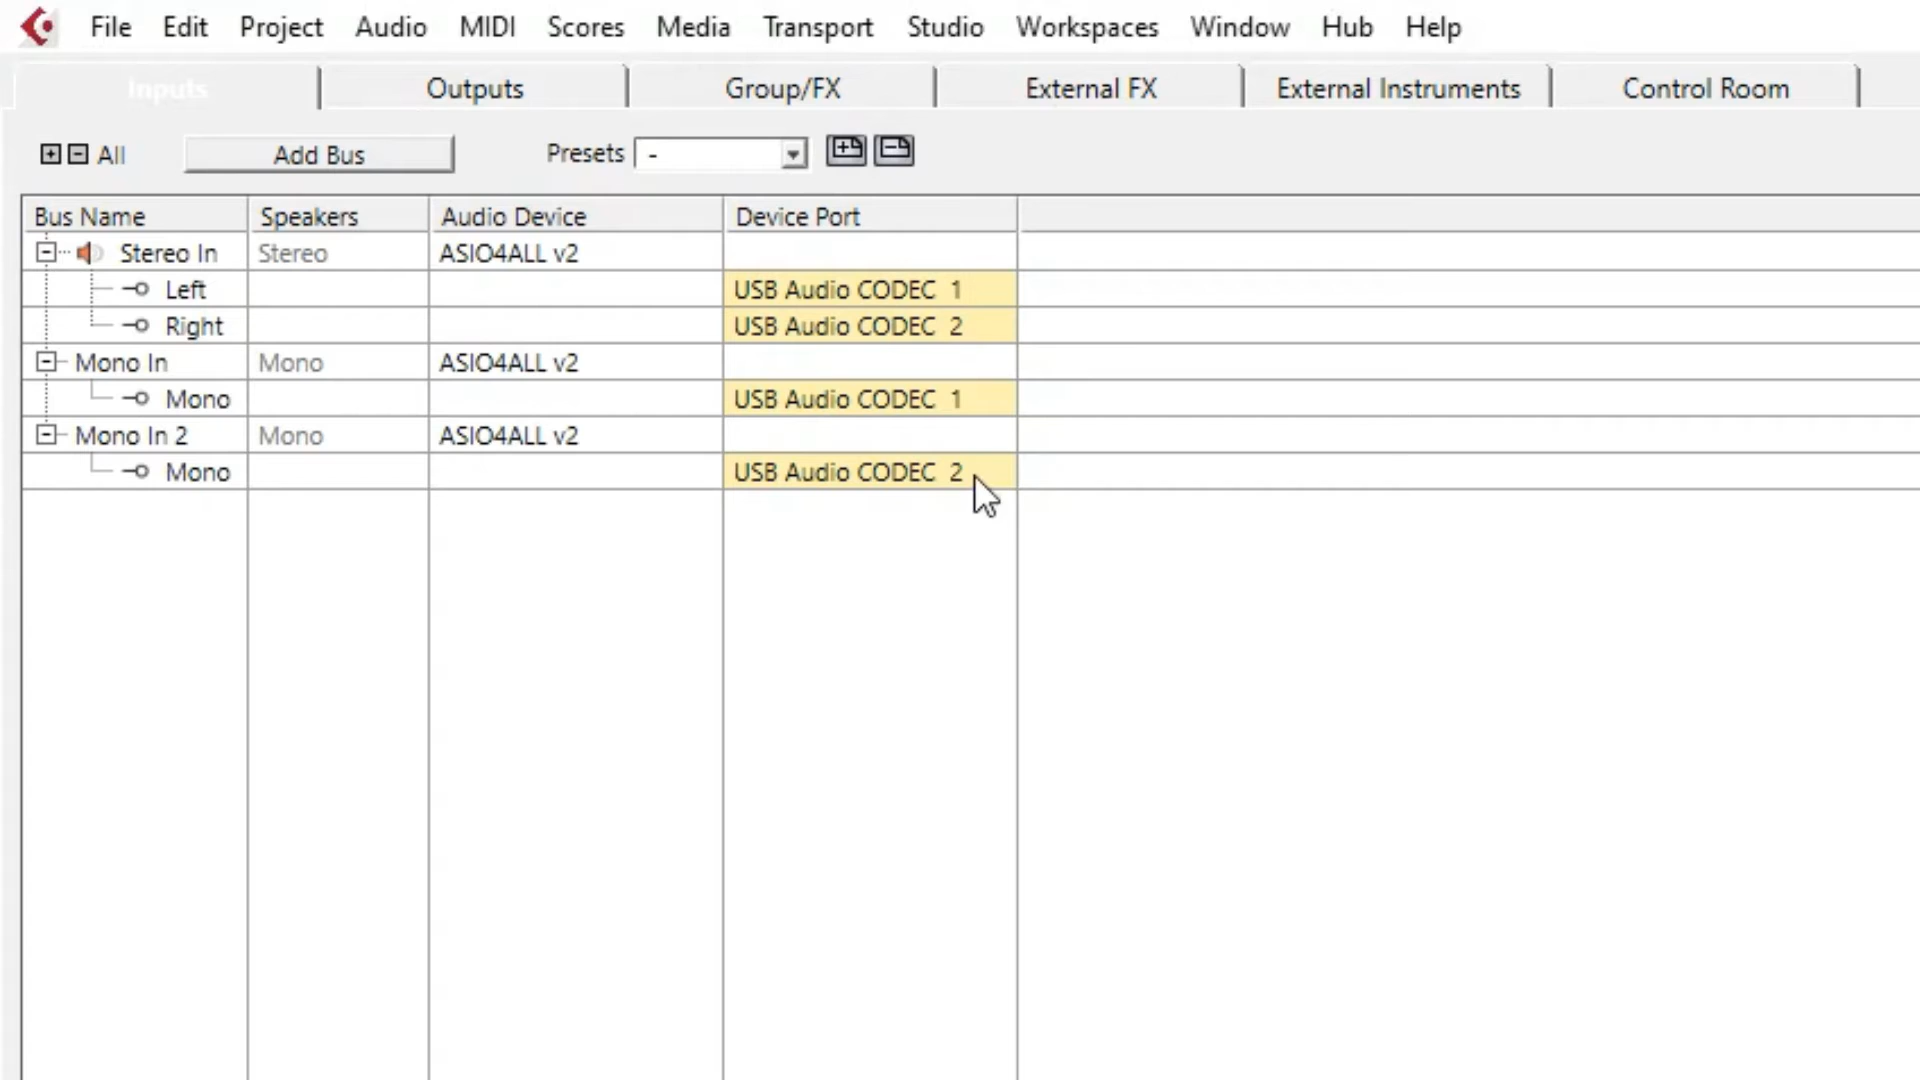 File Edit Project Audio MIDI Scores Media Transport Studio Workspaces Window Hub Help
Inputs Outputs Group/FX External FX External Instruments Control Room
All Add Bus Presets -
Bus Name Speakers Audio Device Device Port
Stereo In Stereo ASIO4ALL v2
Left USB Audio CODEC 1
Right USB Audio CODEC 2
Mono In Mono ASIO4ALL v2
Mono USB Audio CODEC 1
Mono In 2 Mono ASIO4ALL v2
Mono USB Audio CODEC 2